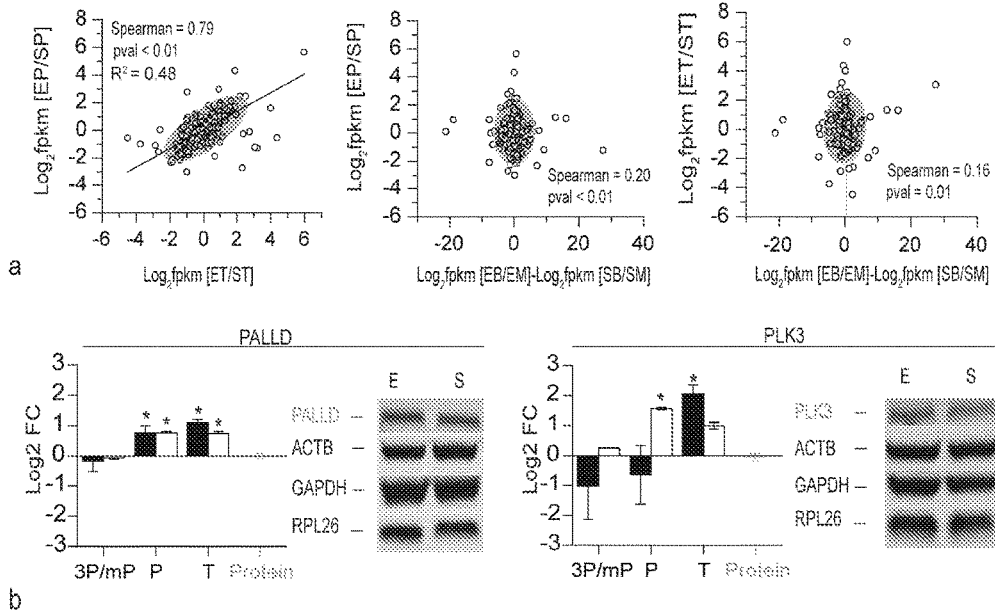 Log₂fpkm [EP/SP]
8
6
4
2
0
-2
-4
-6
Spearman = 0.79
pval < 0.01
R² = 0.48
-6 -4 -2 0 2 4 6 8
Log₂fpkm [ET/ST]
Log₂fpkm [EP/SP]
8
6
4
2
0
-2
-4
-6
Spearman = 0.20
pval < 0.01
-40 -20 0 20 40
Log₂fpkm [EB/EM]-Log₂fpkm [SB/SM]
Log₂fpkm [ET/ST]
8
6
4
2
0
-2
-4
-6
Spearman = 0.16
pval = 0.01
-40 -20 0 20 40
Log₂fpkm [EB/EM]-Log₂fpkm [SB/SM]
a
PALLD
Log2 FC
3
2
1
0
-1
-2
-3
* * * *
3P/mP P T Protein
E S
PALLD –
ACTB –
GAPDH –
RPL26 –
PLK3
Log2 FC
3
2
1
0
-1
-2
-3
* *
3P/mP P T Protein
E S
PLK3 –
ACTB –
GAPDH –
RPL26 –
b